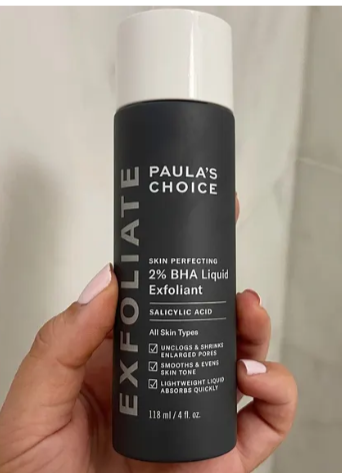 EXFOLIATE
PAULA'S
CHOICE
SKIN PERFECTING
2% BHA Liquid
Exfoliant
SALICYLIC ACID
All Skin Types
UNCLOGS & SHRINKS
ENLARGED PORES
SMOOTHS & EVENS
SKIN TONE
LIGHTWEIGHT LIQUID
ABSORBS QUICKLY
118 ml / 4 fl. oz.